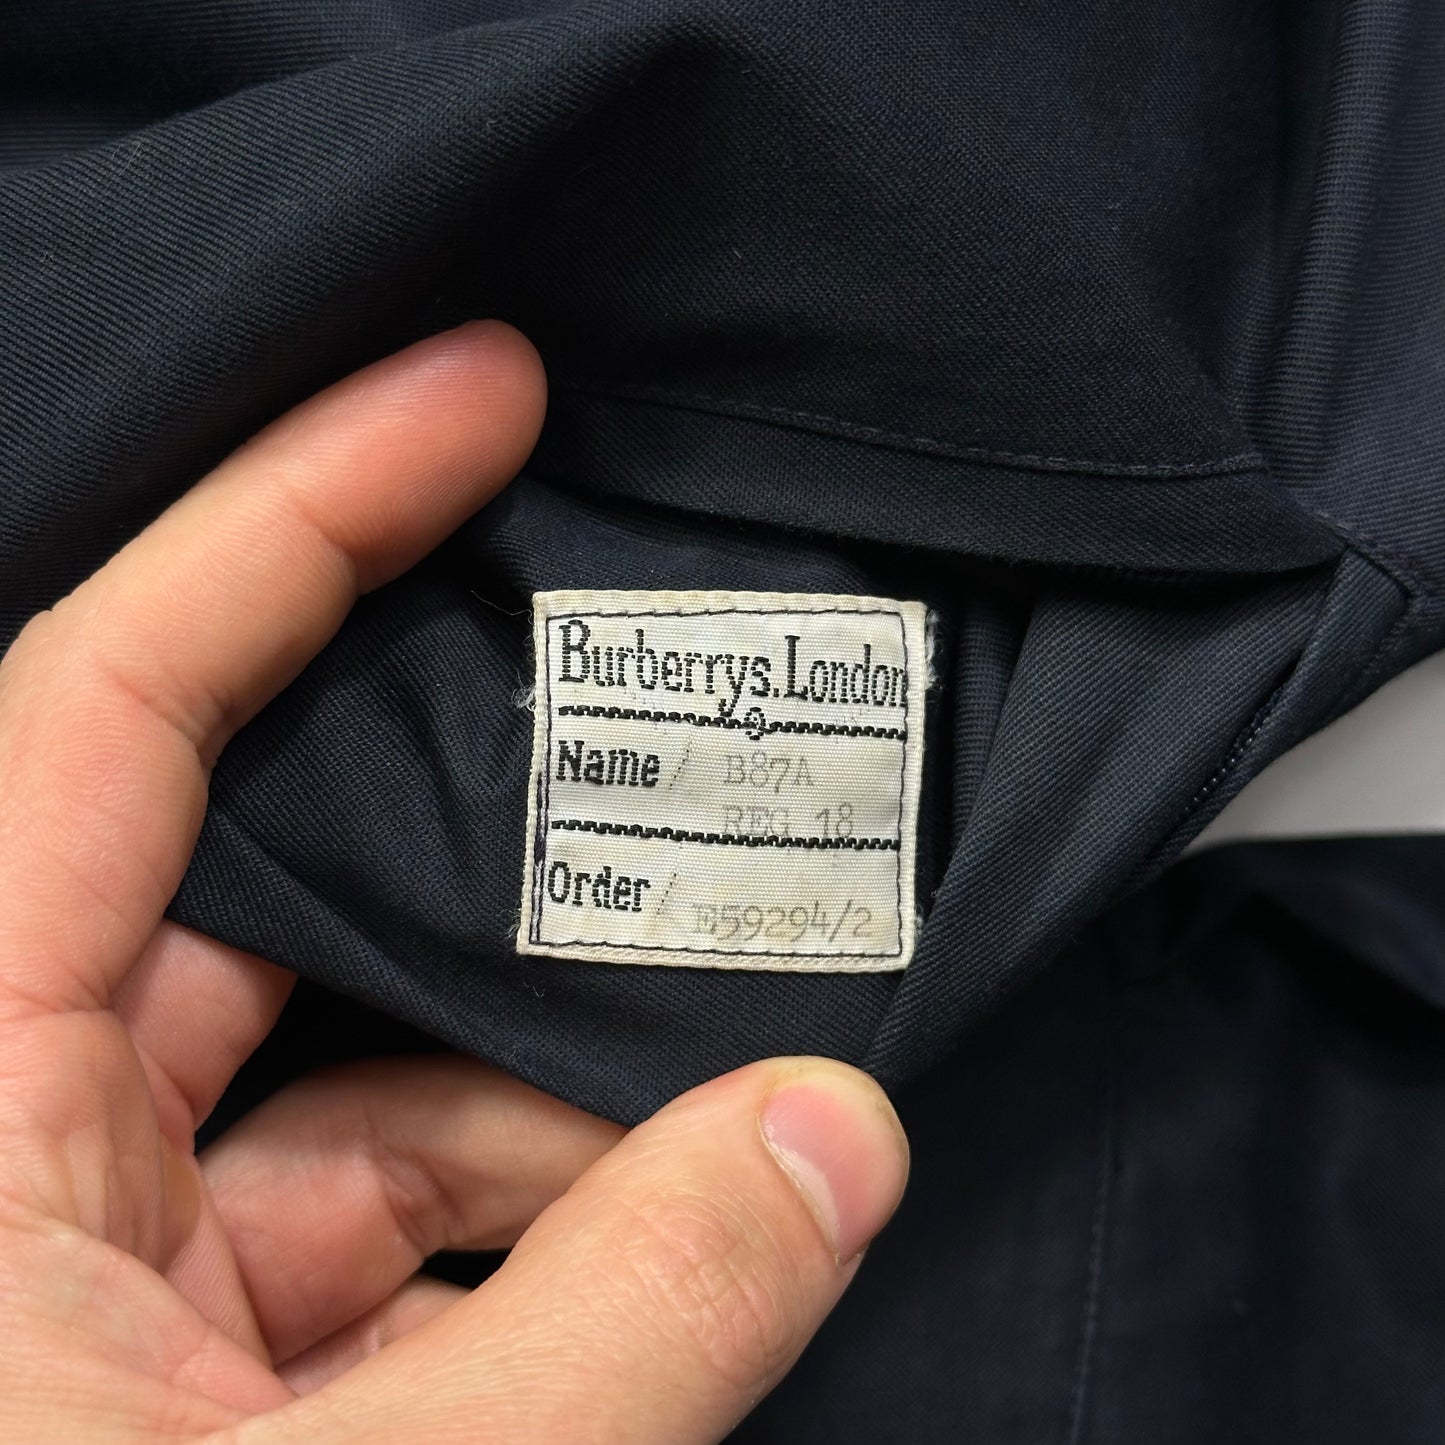 Burberrys. London
Name / B87A
REG 18
Order / E59294/2